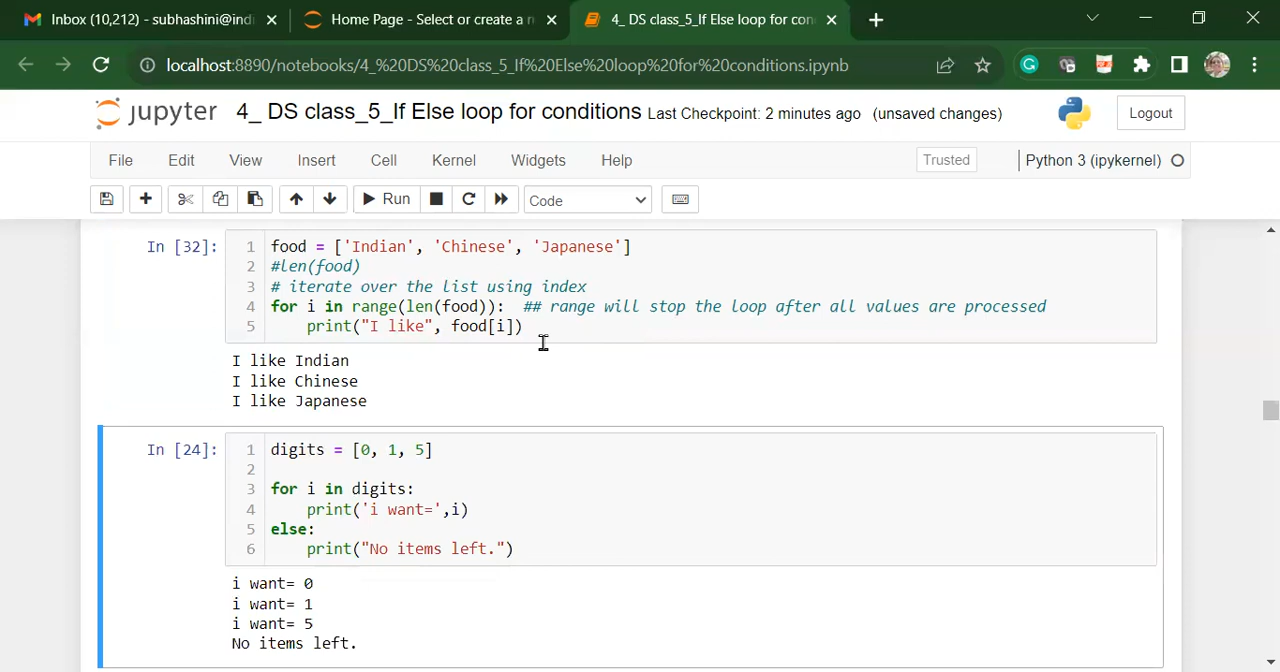 Inbox (10,212) - subhashini@indi
Home Page - Select or create a n
4_ DS class_5_If Else loop for con
localhost:8890/notebooks/4_%20DS%20class_5_If%20Else%20loop%20for%20conditions.ipynb
jupyter 4_ DS class_5_If Else loop for conditions Last Checkpoint: 2 minutes ago (unsaved changes) Logout
File Edit View Insert Cell Kernel Widgets Help Trusted Python 3 (ipykernel)
Run Code
In [32]: 1 food = ['Indian', 'Chinese', 'Japanese']
2 #len(food)
3 # iterate over the list using index
4 for i in range(len(food)):  ## range will stop the loop after all values are processed
5     print("I like", food[i])
I like Indian
I like Chinese
I like Japanese
In [24]: 1 digits = [0, 1, 5]
2
3 for i in digits:
4     print('i want=',i)
5 else:
6     print("No items left.")
i want= 0
i want= 1
i want= 5
No items left.